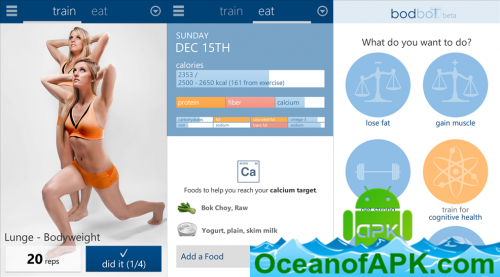 train eat
Lunge - Bodyweight
20 reps
✓
did it (1/4)
train eat
SUNDAY
DEC 15TH
calories
2353 /
2500 - 2650 kcal (161 from exercise)
protein fiber calcium
Ca
Foods to help you reach your calcium target.
Bok Choy, Raw
Yogurt, plain, skim milk
Add a Food
bodbot beta
What do you want to do?
lose fat
gain muscle
train for
cognitive health
APK
OceanofAPK.com